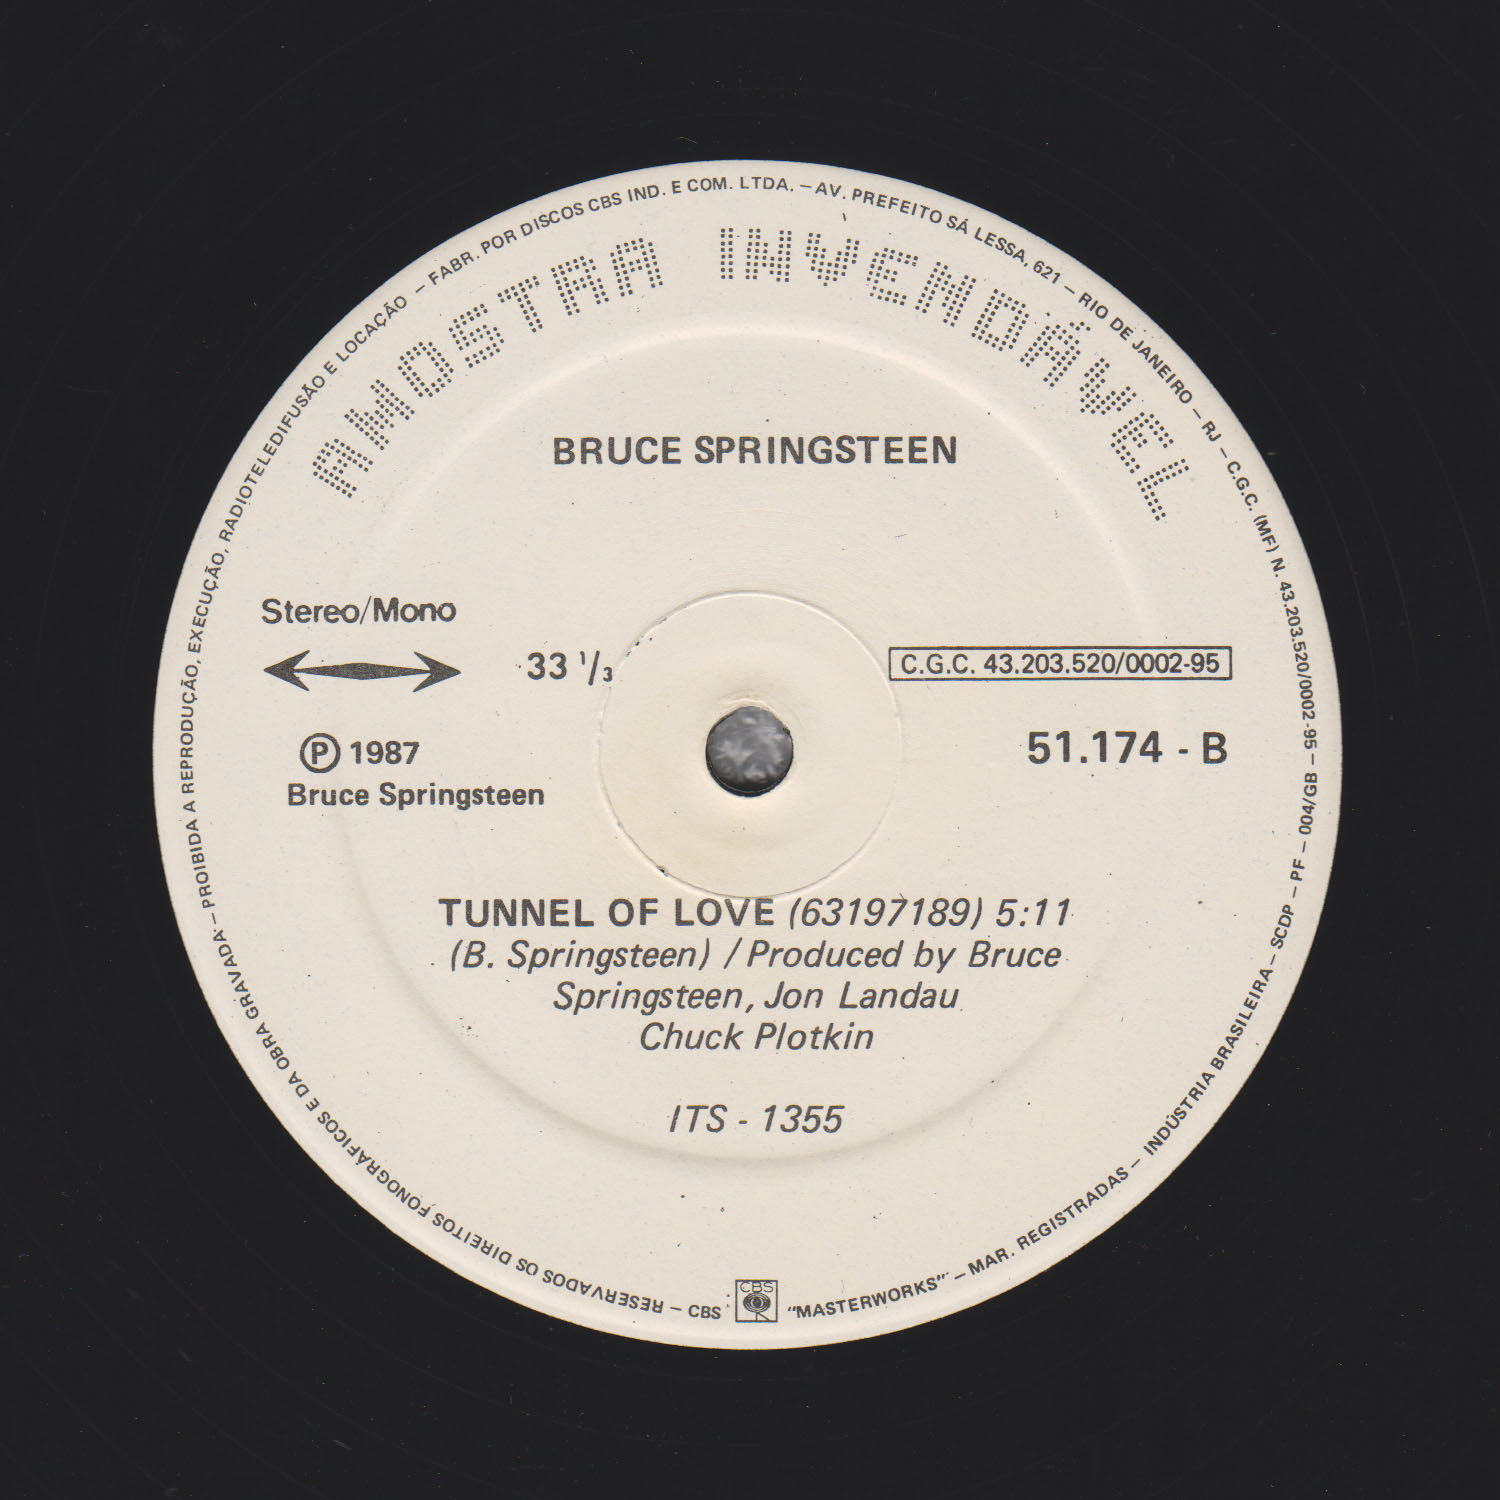 FABR. POR DISCOS CBS IND. E COM. LTDA. — AV. PREFEITO SÁ LESSA, 621 — RIO DE JANEIRO — RJ — C.G.C. (MF) N. 43.203.520/0002-95 — 004/GB — PF — SCDP — INDÚSTRIA BRASILEIRA — MAR. REGISTRADAS — "MASTERWORKS" CBS — CBS — RESERVADOS OS DIREITOS FONOGRÁFICOS E DA OBRA GRAVADA — PROIBIDA A REPRODUÇÃO, EXECUÇÃO, RADIOTELEDIFUSÃO E LOCAÇÃO —
AMOSTRA INVENDÁVEL
BRUCE SPRINGSTEEN
Stereo/Mono
33 1/3
C.G.C. 43.203.520/0002-95
Ⓟ 1987
Bruce Springsteen
51.174 - B
TUNNEL OF LOVE (63197189) 5:11
(B. Springsteen) / Produced by Bruce
Springsteen, Jon Landau
Chuck Plotkin
ITS - 1355